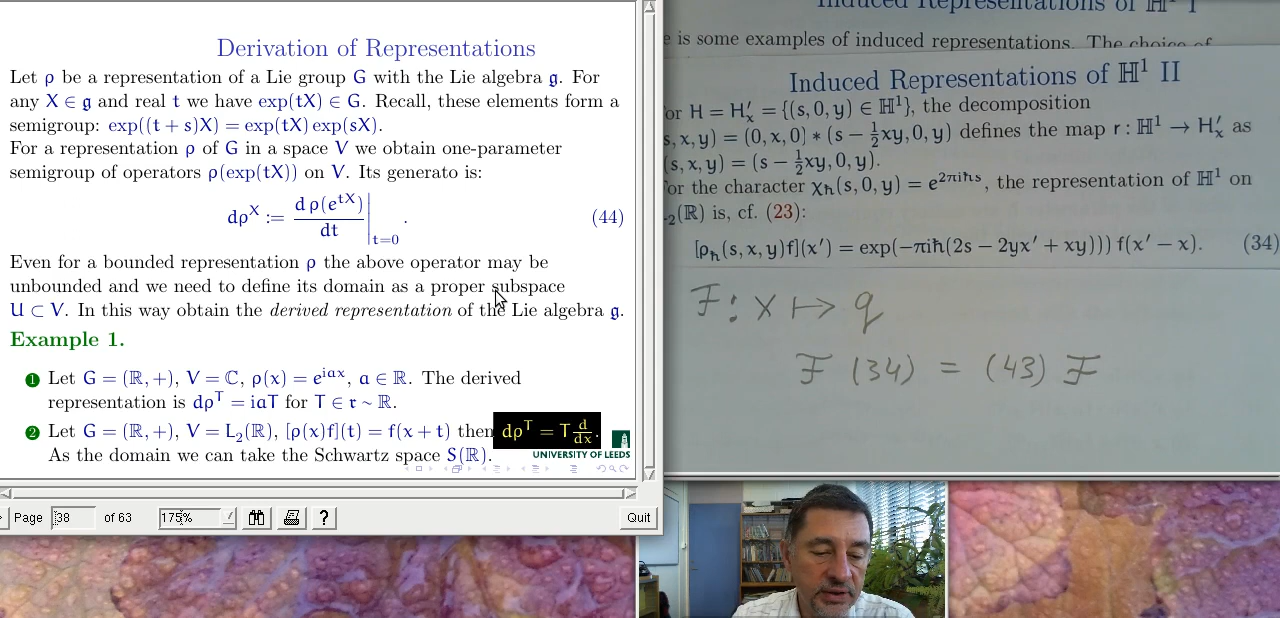 Derivation of Representations
Let ρ be a representation of a Lie group G with the Lie algebra 𝔤. For
any X ∈ 𝔤 and real t we have exp(tX) ∈ G. Recall, these elements form a
semigroup: exp((t + s)X) = exp(tX) exp(sX).
For a representation ρ of G in a space V we obtain one-parameter
semigroup of operators ρ(exp(tX)) on V. Its generato is:
dρ^X := d ρ(e^{tX})/dt |_{t=0} . (44)
Even for a bounded representation ρ the above operator may be
unbounded and we need to define its domain as a proper subspace
U ⊂ V. In this way obtain the derived representation of the Lie algebra 𝔤.
Example 1.
1 Let G = (ℝ, +), V = ℂ, ρ(x) = e^{iax}, a ∈ ℝ. The derived
representation is dρ^T = iaT for T ∈ 𝔯 ~ ℝ.
2 Let G = (ℝ, +), V = L₂(ℝ), [ρ(x)f](t) = f(x + t) then dρ^T = T d/dx.
As the domain we can take the Schwartz space S(ℝ).
UNIVERSITY OF LEEDS
Page 38 of 63 175% ? Quit
Induced Representations of ℍ¹ I
e is some examples of induced representations. The choice of
Induced Representations of ℍ¹ II
or H = H′ₓ = {(s, 0, y) ∈ ℍ¹}, the decomposition
s, x, y) = (0, x, 0) * (s − ½xy, 0, y) defines the map r : ℍ¹ → H′ₓ as
(s, x, y) = (s − ½xy, 0, y).
or the character χ_ħ(s, 0, y) = e^{2πiħs}, the representation of ℍ¹ on
₂(ℝ) is, cf. (23):
[ρ_ħ(s, x, y)f](x′) = exp(−πiħ(2s − 2yx′ + xy))) f(x′ − x). (34)
ℱ: x ↦ q
ℱ (34) = (43) ℱ